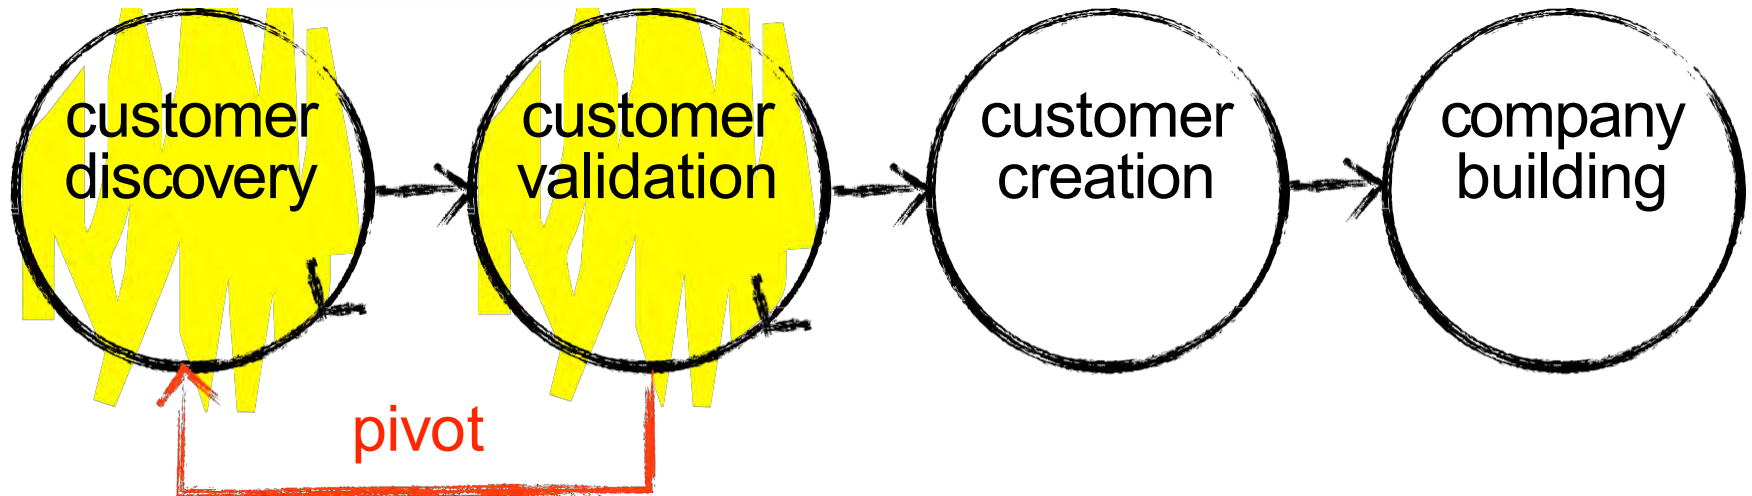 customer
discovery
customer
validation
customer
creation
company
building
pivot